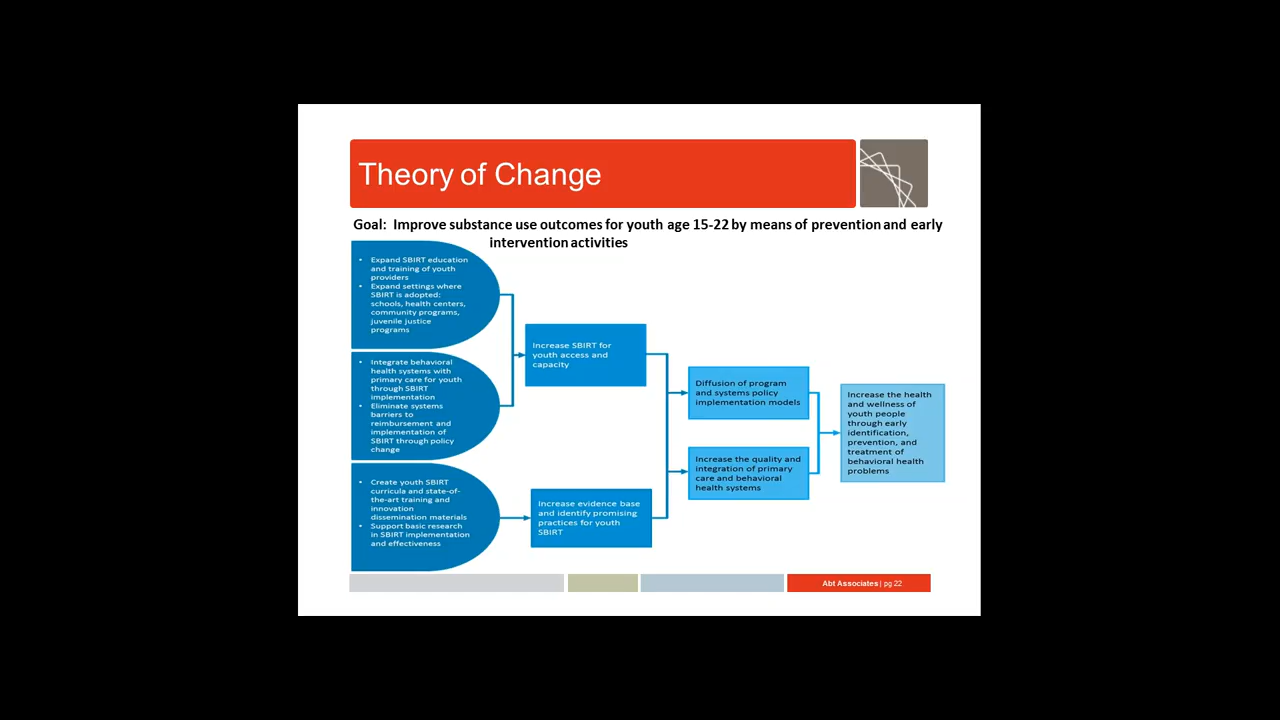 Theory of Change
Goal:  Improve substance use outcomes for youth age 15-22 by means of prevention and early
intervention activities
• Expand SBIRT education
and training of youth
providers
• Expand settings where
SBIRT is adopted:
schools, health centers,
community programs,
juvenile justice
programs
• Integrate behavioral
health systems with
primary care for youth
through SBIRT
implementation
• Eliminate systems
barriers to
reimbursement and
implementation of
SBIRT through policy
change
• Create youth SBIRT
curricula and state-of-
the-art training and
innovation
dissemination materials
• Support basic research
in SBIRT implementation
and effectiveness
Increase SBIRT for
youth access and
capacity
Increase evidence base
and identify promising
practices for youth
SBIRT
Diffusion of program
and systems policy
implementation models
Increase the quality and
integration of primary
care and behavioral
health systems
Increase the health
and wellness of
youth people
through early
identification,
prevention, and
treatment of
behavioral health
problems
Abt Associates | pg 22